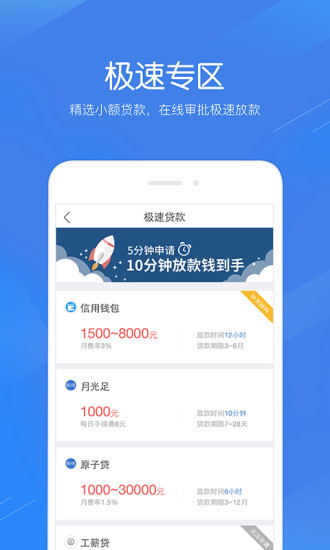 极速专区
精选小额贷款，在线审批极速放款
极速贷款
5分钟申请
10分钟放款钱到手
信用钱包
1500~8000元
放款时间12小时
月费率3%
贷款期限3~6月
月光足
1000元
放款时间10分钟
每日手续费6元
贷款期限7~28天
原子贷
1000~30000元
放款时间6小时
月费率1.5%
贷款期限3~12月
工薪贷